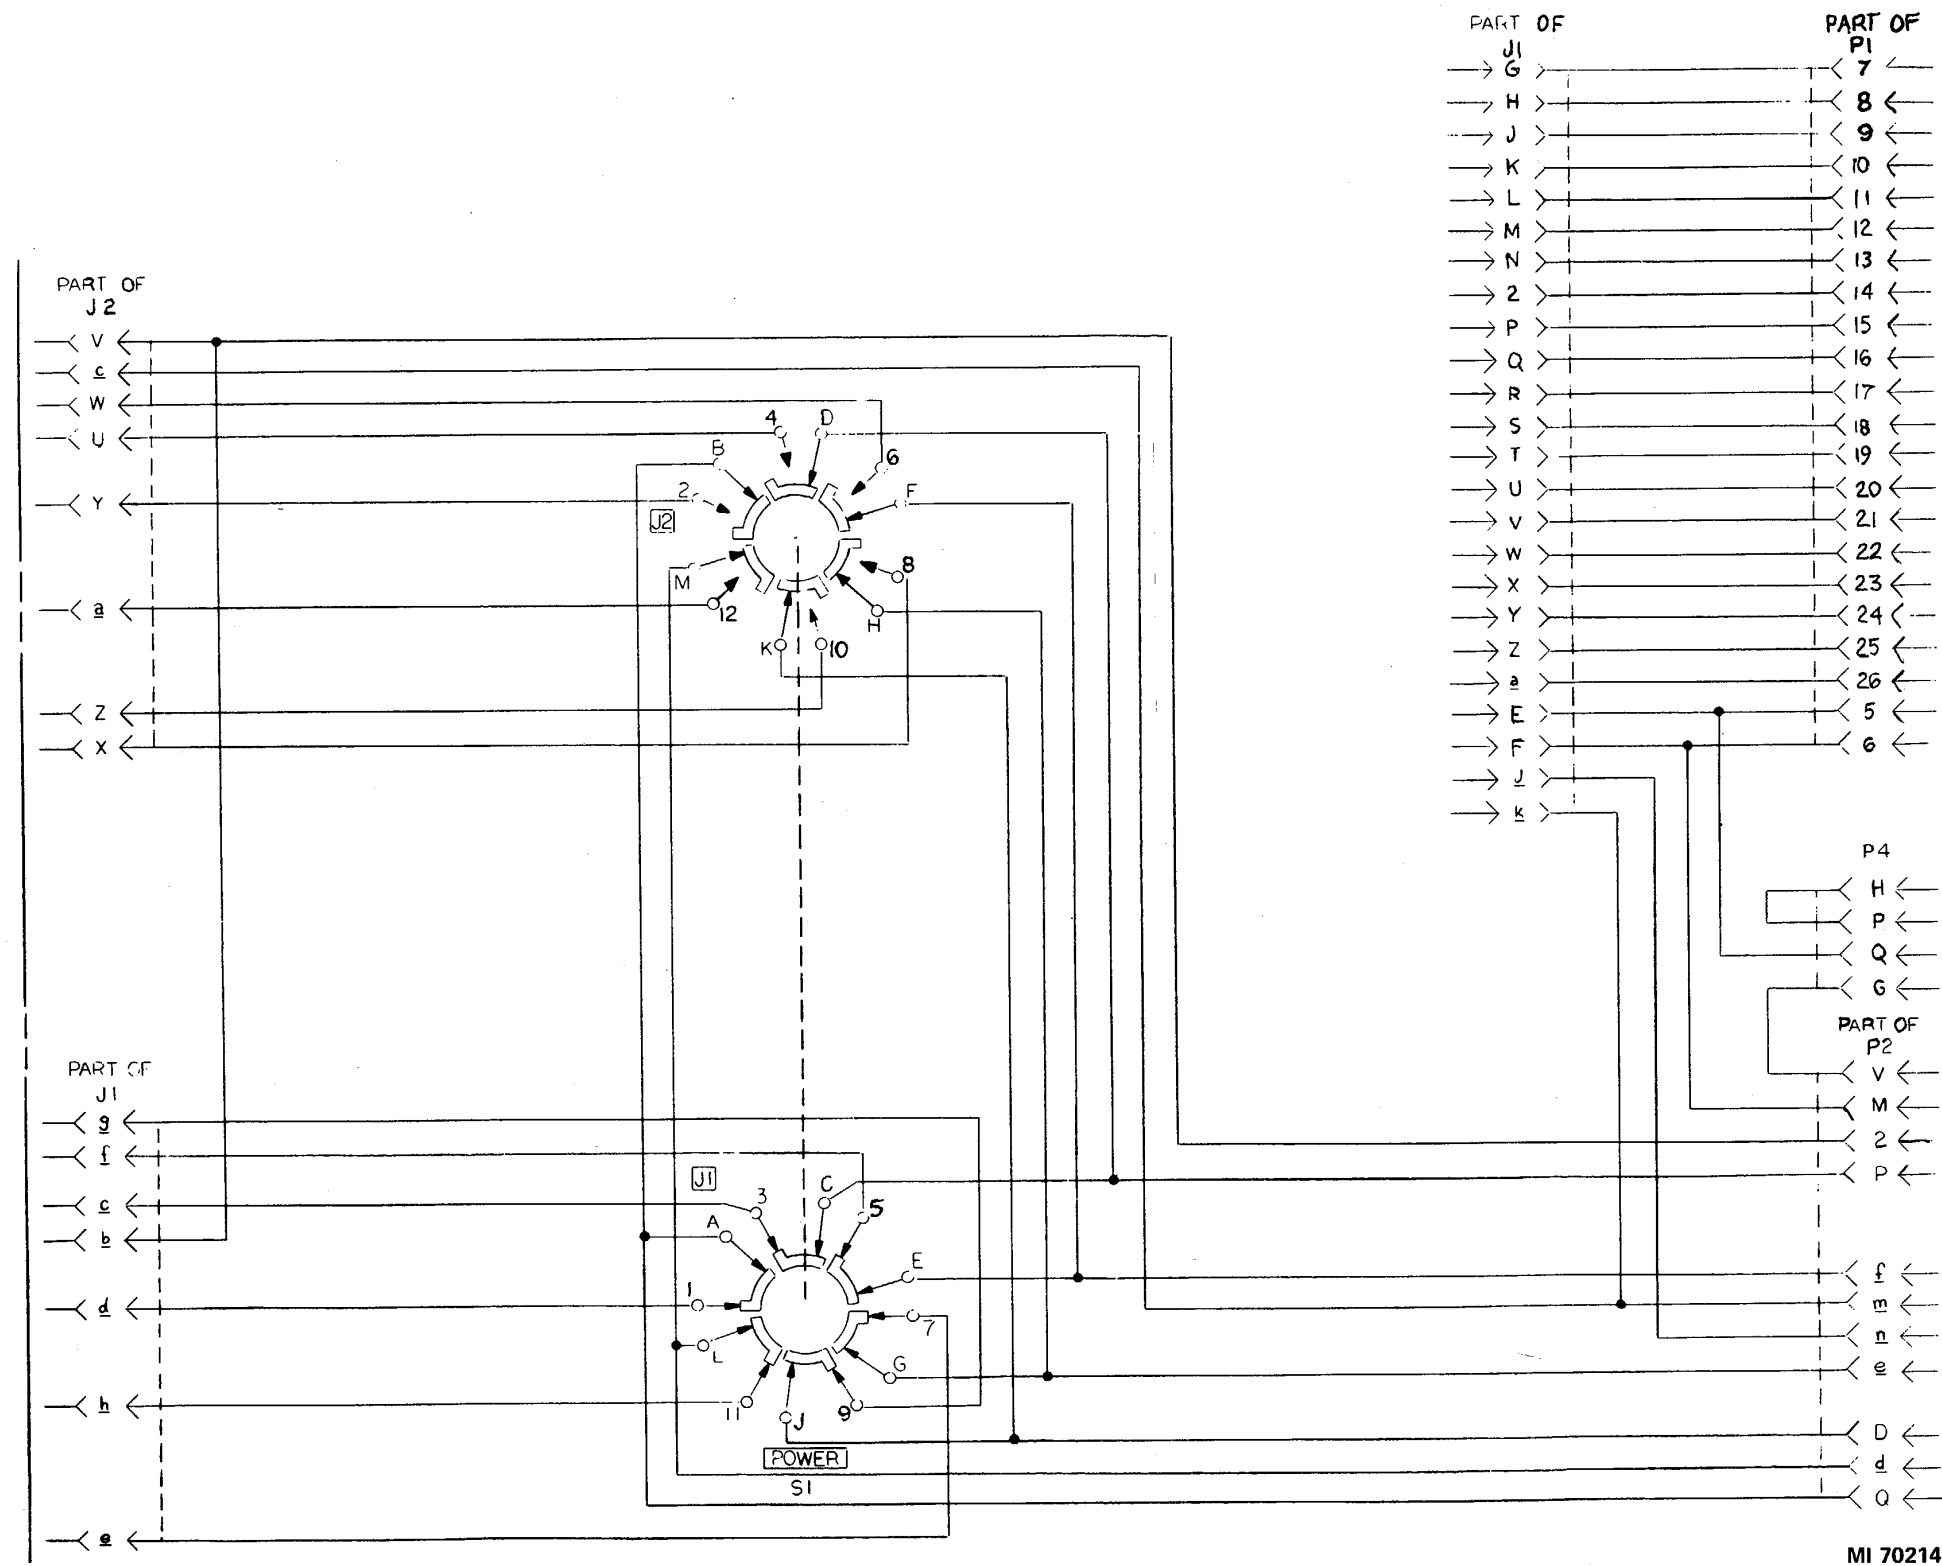 PART OF
J2
V
c
W
U
Y
a
Z
X
4
D
B
6
2
F
J2
8
M
12
H
K
10
PART OF
J1
g
f
c
b
d
h
e
J1
C
3
5
A
E
1
7
L
G
11
J
9
POWER
S1
PART OF
J1
PART OF
P1
G 7
H 8
J 9
K 10
L 11
M 12
N 13
2 14
P 15
Q 16
R 17
S 18
T 19
U 20
V 21
W 22
X 23
Y 24
Z 25
a 26
E 5
F 6
J
k
P4
H
P
Q
G
PART OF
P2
V
M
2
P
f
m
n
e
D
d
Q
MI 70214